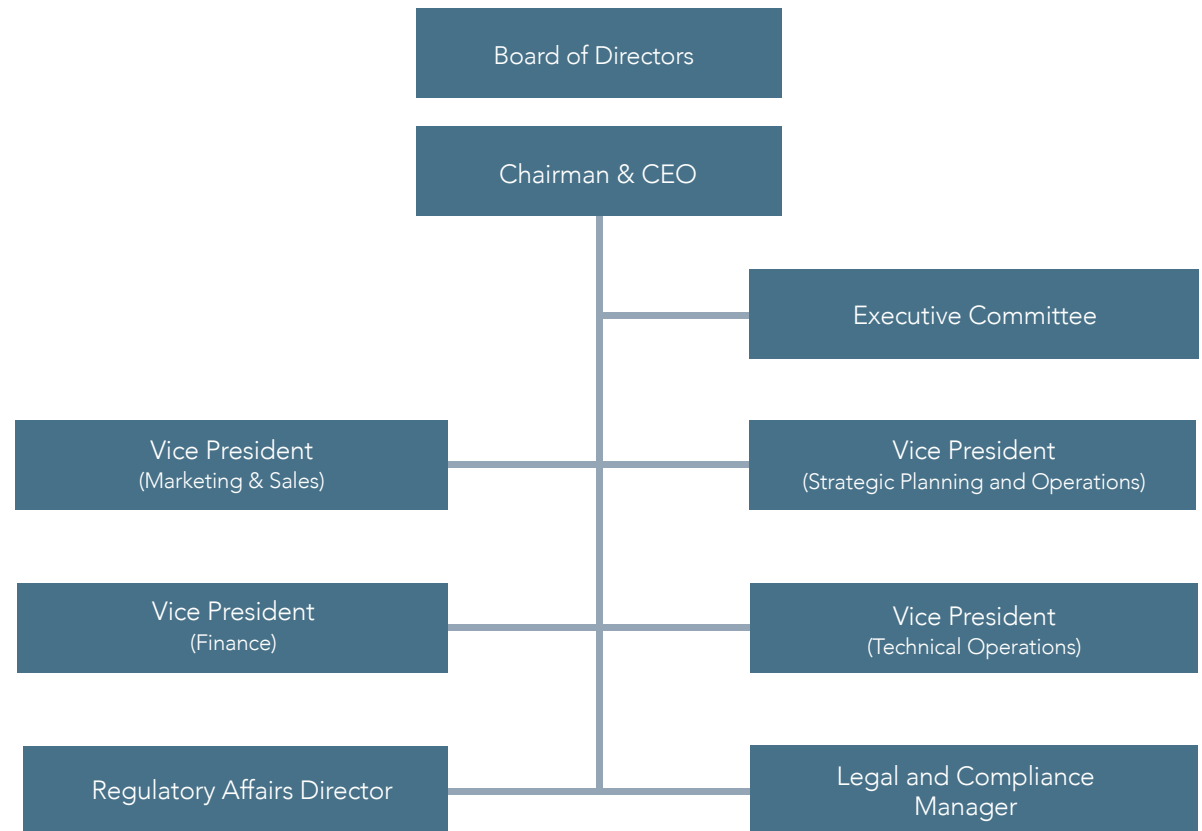 Board of Directors
Chairman & CEO
Executive Committee
Vice President
(Marketing & Sales)
Vice President
(Strategic Planning and Operations)
Vice President
(Finance)
Vice President
(Technical Operations)
Regulatory Affairs Director
Legal and Compliance
Manager